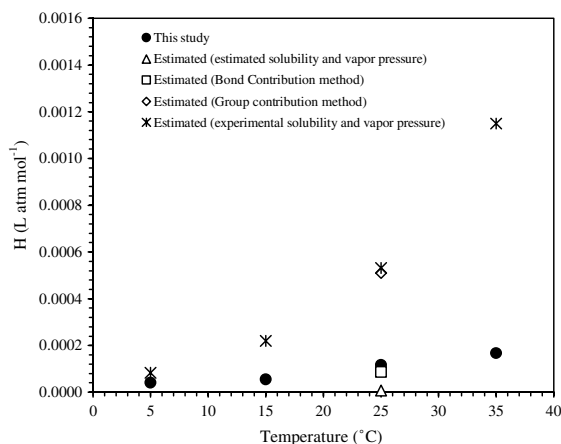 0.0016
0.0014
0.0012
0.0010
0.0008
0.0006
0.0004
0.0002
0.0000
H (L atm mol⁻¹)
This study
Estimated (estimated solubility and vapor pressure)
Estimated (Bond Contribution method)
Estimated (Group contribution method)
Estimated (experimental solubility and vapor pressure)
0 5 10 15 20 25 30 35 40
Temperature (˚C)